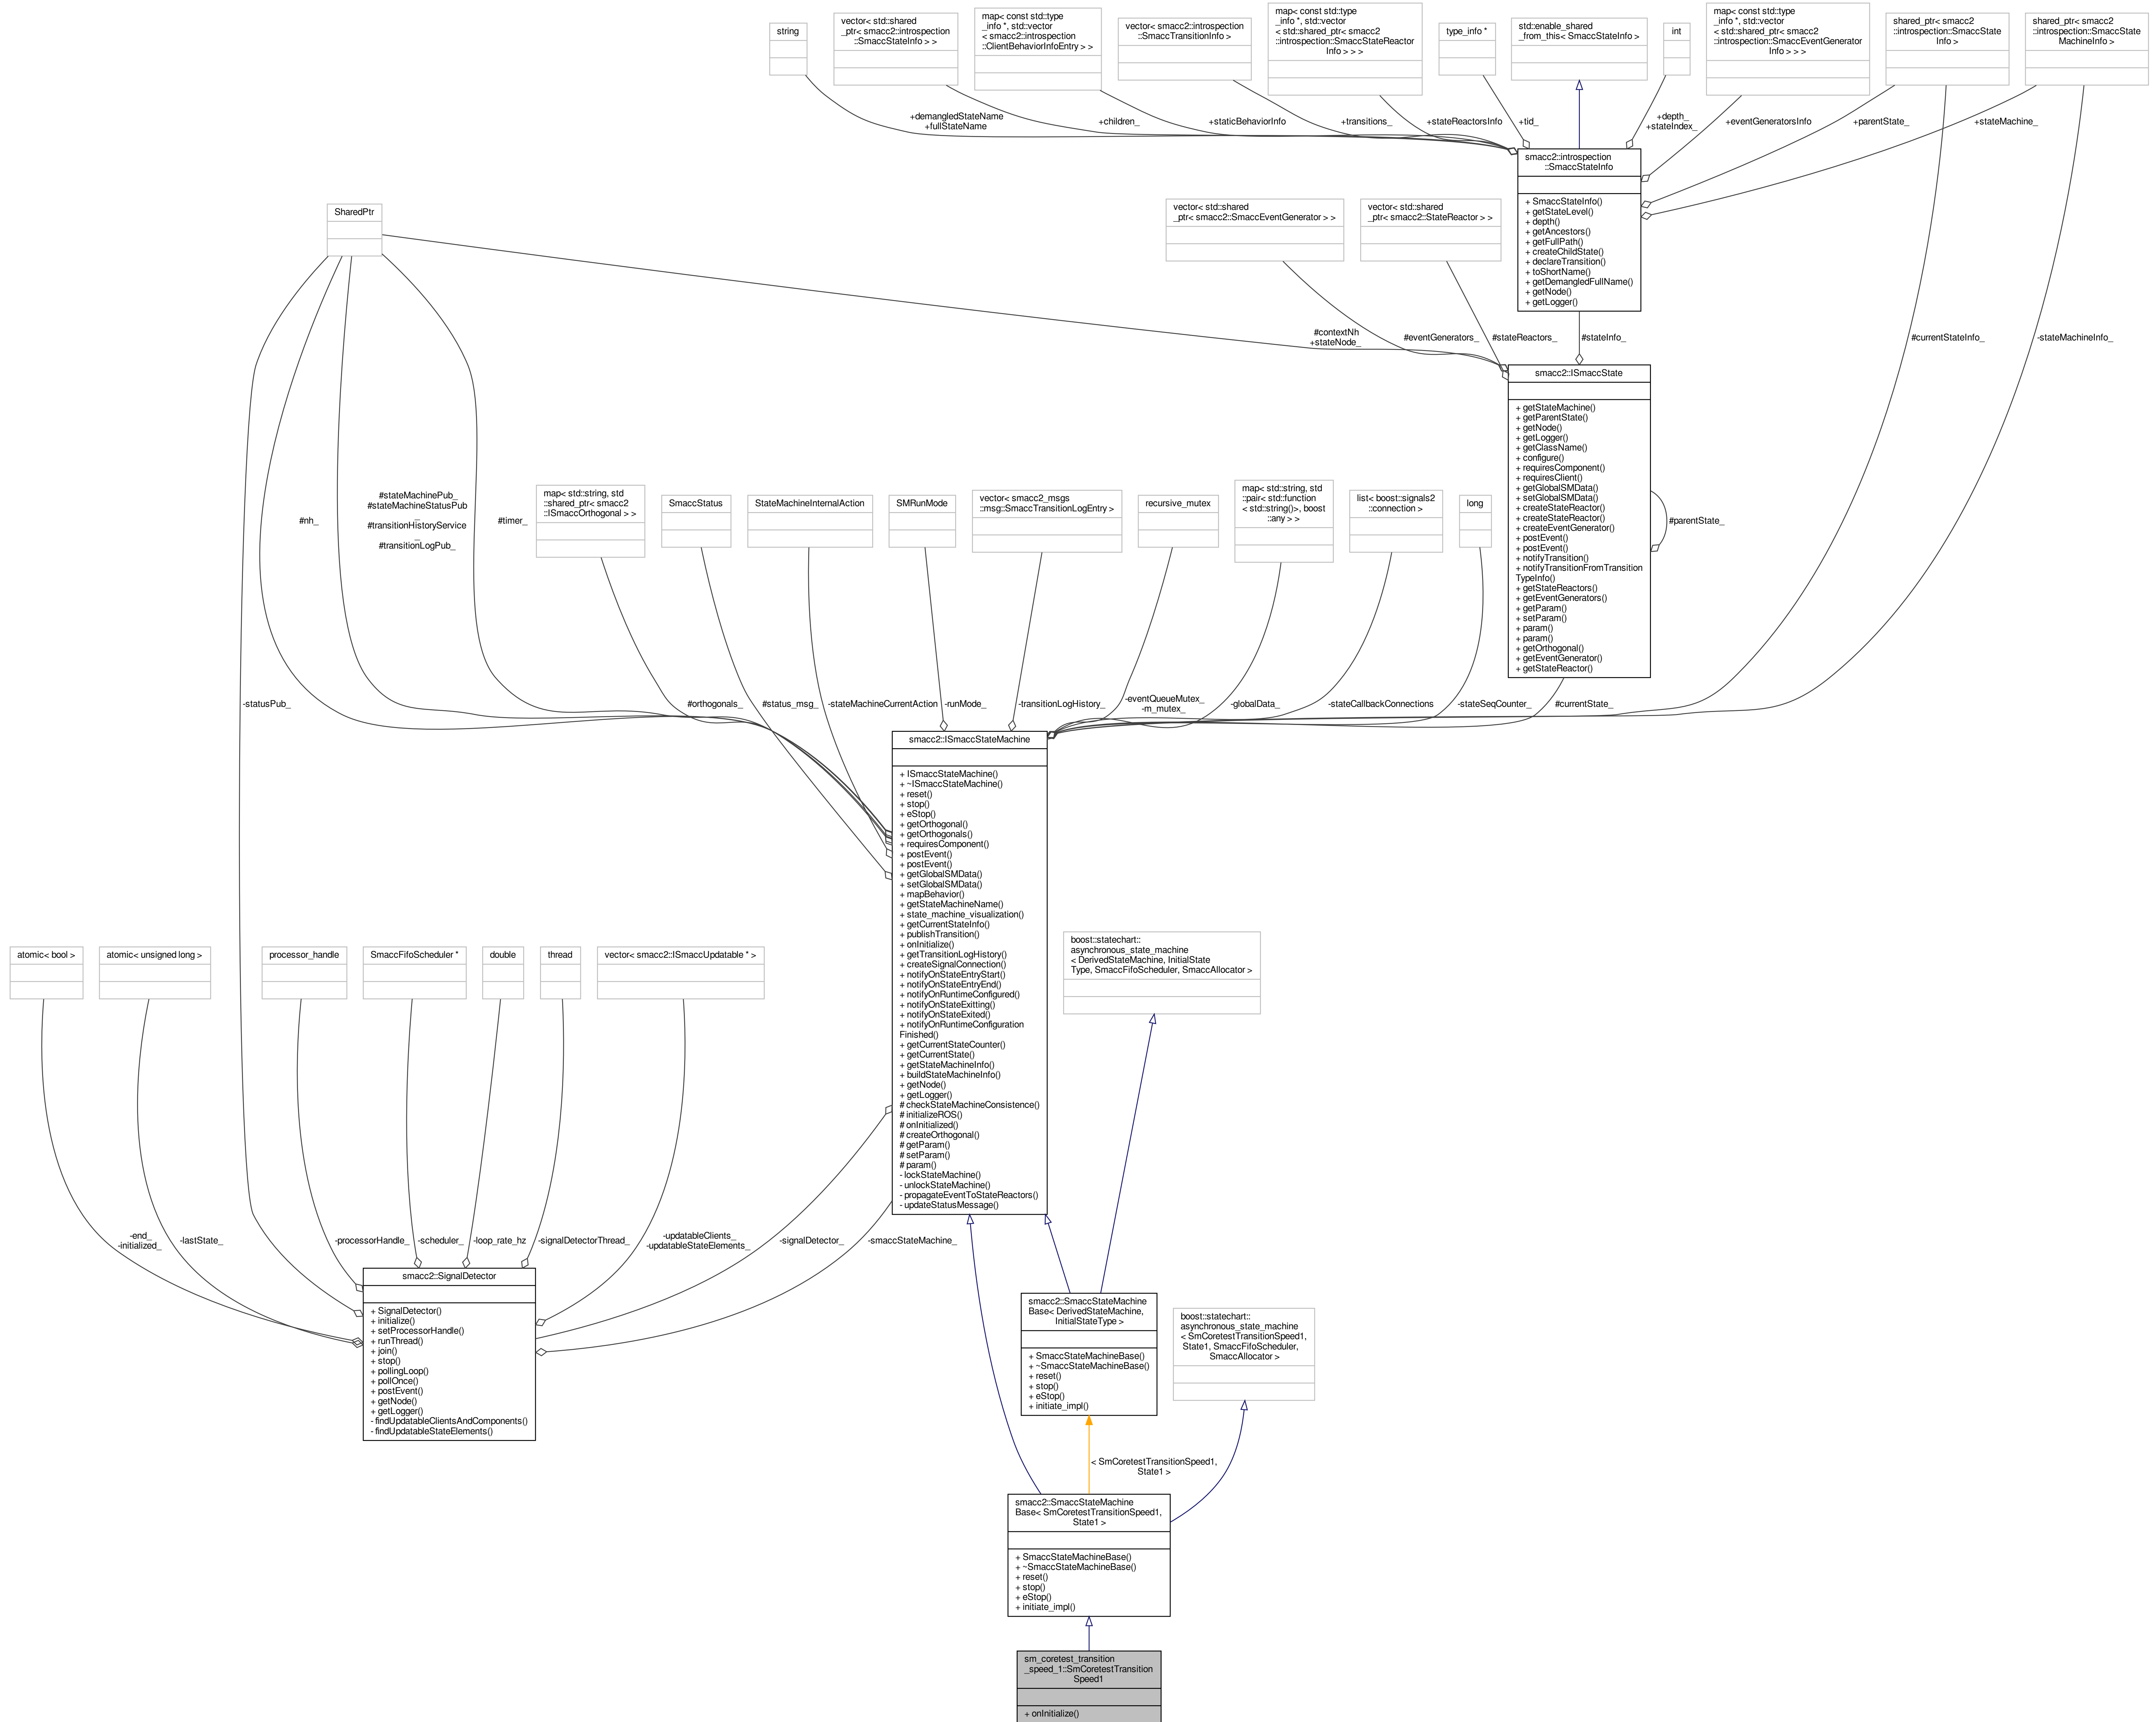 string
vector< std::shared
_ptr< smacc2::introspection
::SmaccStateInfo > >
map< const std::type
_info *, std::vector
< smacc2::introspection
::ClientBehaviorInfoEntry > >
vector< smacc2::introspection
::SmaccTransitionInfo >
map< const std::type
_info *, std::vector
< std::shared_ptr< smacc2
::introspection::SmaccStateReactor
Info > > >
type_info *
std::enable_shared
_from_this< SmaccStateInfo >
int
map< const std::type
_info *, std::vector
< std::shared_ptr< smacc2
::introspection::SmaccEventGenerator
Info > > >
shared_ptr< smacc2
::introspection::SmaccState
Info >
shared_ptr< smacc2
::introspection::SmaccState
MachineInfo >
+demangledStateName
+fullStateName
+children_
+staticBehaviorInfo
+transitions_
+stateReactorsInfo
+tid_
+depth_
+stateIndex_
+eventGeneratorsInfo
+parentState_
+stateMachine_
smacc2::introspection
::SmaccStateInfo
+ SmaccStateInfo()
+ getStateLevel()
+ depth()
+ getAncestors()
+ getFullPath()
+ createChildState()
+ declareTransition()
+ toShortName()
+ getDemangledFullName()
+ getNode()
+ getLogger()
SharedPtr
vector< std::shared
_ptr< smacc2::SmaccEventGenerator > >
vector< std::shared
_ptr< smacc2::StateReactor > >
#contextNh
+stateNode_
#eventGenerators_
#stateReactors_
#stateInfo_
#currentStateInfo_
-stateMachineInfo_
smacc2::ISmaccState
+ getStateMachine()
+ getParentState()
+ getNode()
+ getLogger()
+ getClassName()
+ configure()
+ requiresComponent()
+ requiresClient()
+ getGlobalSMData()
+ setGlobalSMData()
+ createStateReactor()
+ createStateReactor()
+ createEventGenerator()
+ postEvent()
+ postEvent()
+ notifyTransition()
+ notifyTransitionFromTransition
TypeInfo()
+ getStateReactors()
+ getEventGenerators()
+ getParam()
+ setParam()
+ param()
+ param()
+ getOrthogonal()
+ getEventGenerator()
+ getStateReactor()
#parentState_
#nh_
#stateMachinePub_
#stateMachineStatusPub
_
#transitionHistoryService
_
#transitionLogPub_
#timer_
map< std::string, std
::shared_ptr< smacc2
::ISmaccOrthogonal > >
SmaccStatus
StateMachineInternalAction
SMRunMode
vector< smacc2_msgs
::msg::SmaccTransitionLogEntry >
recursive_mutex
map< std::string, std
::pair< std::function
< std::string()>, boost
::any > >
list< boost::signals2
::connection >
long
-statusPub_
#orthogonals_
#status_msg_
-stateMachineCurrentAction
-runMode_
-transitionLogHistory_
-eventQueueMutex_
-m_mutex_
-globalData_
-stateCallbackConnections
-stateSeqCounter_
#currentState_
smacc2::ISmaccStateMachine
+ ISmaccStateMachine()
+ ~ISmaccStateMachine()
+ reset()
+ stop()
+ eStop()
+ getOrthogonal()
+ getOrthogonals()
+ requiresComponent()
+ postEvent()
+ postEvent()
+ getGlobalSMData()
+ setGlobalSMData()
+ mapBehavior()
+ getStateMachineName()
+ state_machine_visualization()
+ getCurrentStateInfo()
+ publishTransition()
+ onInitialize()
+ getTransitionLogHistory()
+ createSignalConnection()
+ notifyOnStateEntryStart()
+ notifyOnStateEntryEnd()
+ notifyOnRuntimeConfigured()
+ notifyOnStateExitting()
+ notifyOnStateExited()
+ notifyOnRuntimeConfiguration
Finished()
+ getCurrentStateCounter()
+ getCurrentState()
+ getStateMachineInfo()
+ buildStateMachineInfo()
+ getNode()
+ getLogger()
# checkStateMachineConsistence()
# initializeROS()
# onInitialized()
# createOrthogonal()
# getParam()
# setParam()
# param()
- lockStateMachine()
- unlockStateMachine()
- propagateEventToStateReactors()
- updateStatusMessage()
atomic< bool >
atomic< unsigned long >
processor_handle
SmaccFifoScheduler *
double
thread
vector< smacc2::ISmaccUpdatable * >
boost::statechart::
asynchronous_state_machine
< DerivedStateMachine, InitialState
Type, SmaccFifoScheduler, SmaccAllocator >
-end_
-initialized_
-lastState_
-processorHandle_
-scheduler_
-loop_rate_hz
-signalDetectorThread_
-updatableClients_
-updatableStateElements_
-signalDetector_
-smaccStateMachine_
smacc2::SignalDetector
+ SignalDetector()
+ initialize()
+ setProcessorHandle()
+ runThread()
+ join()
+ stop()
+ pollingLoop()
+ pollOnce()
+ postEvent()
+ getNode()
+ getLogger()
- findUpdatableClientsAndComponents()
- findUpdatableStateElements()
smacc2::SmaccStateMachine
Base< DerivedStateMachine,
InitialStateType >
+ SmaccStateMachineBase()
+ ~SmaccStateMachineBase()
+ reset()
+ stop()
+ eStop()
+ initiate_impl()
boost::statechart::
asynchronous_state_machine
< SmCoretestTransitionSpeed1,
State1, SmaccFifoScheduler,
SmaccAllocator >
< SmCoretestTransitionSpeed1,
State1 >
smacc2::SmaccStateMachine
Base< SmCoretestTransitionSpeed1,
State1 >
+ SmaccStateMachineBase()
+ ~SmaccStateMachineBase()
+ reset()
+ stop()
+ eStop()
+ initiate_impl()
sm_coretest_transition
_speed_1::SmCoretestTransition
Speed1
+ onInitialize()